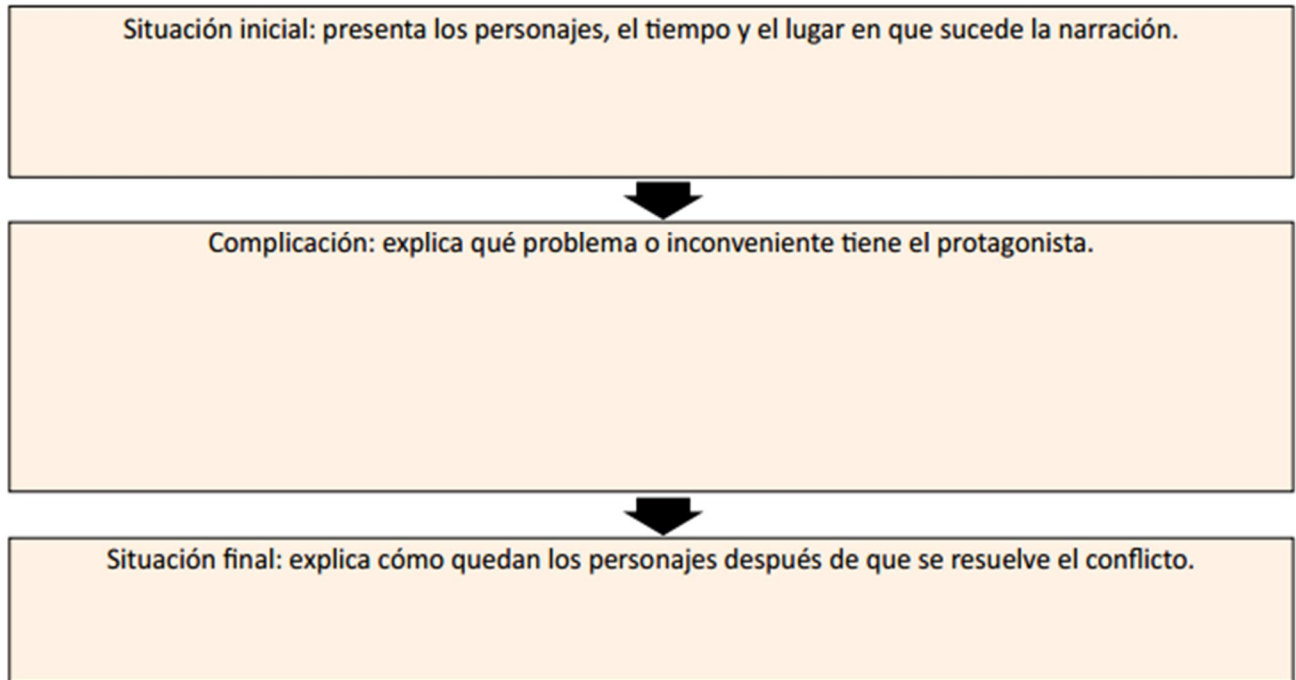 Situación inicial: presenta los personajes, el tiempo y el lugar en que sucede la narración.
Complicación: explica qué problema o inconveniente tiene el protagonista.
Situación final: explica cómo quedan los personajes después de que se resuelve el conflicto.